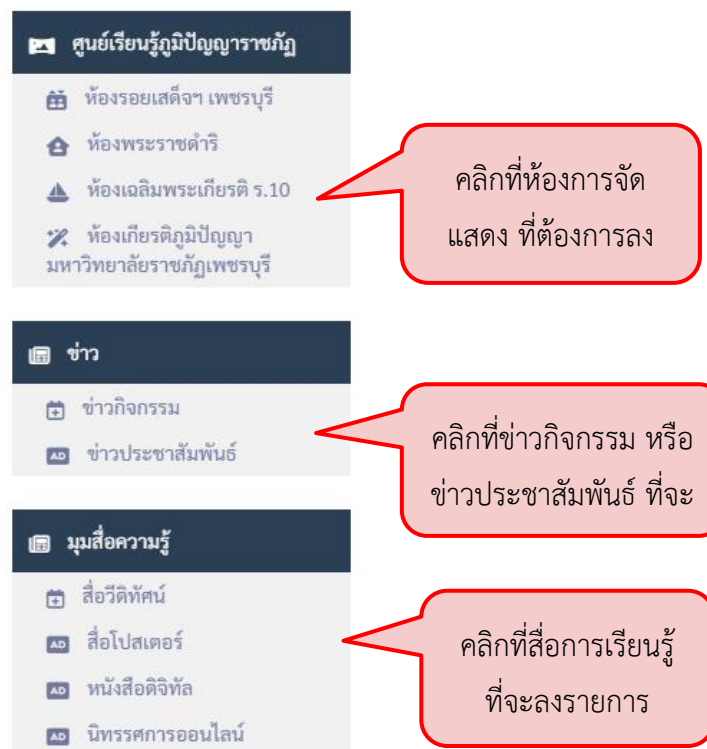 ศูนย์เรียนรู้ภูมิปัญญาราชภัฏ
ห้องรอยเสด็จฯ เพชรบุรี
ห้องพระราชดำริ
ห้องเฉลิมพระเกียรติ ร.10
ห้องเกียรติภูมิปัญญา
มหาวิทยาลัยราชภัฏเพชรบุรี
คลิกที่ห้องการจัด
แสดง ที่ต้องการลง
ข่าว
ข่าวกิจกรรม
AD ข่าวประชาสัมพันธ์
คลิกที่ข่าวกิจกรรม หรือ
ข่าวประชาสัมพันธ์ ที่จะ
มุมสื่อความรู้
สื่อวีดิทัศน์
AD สื่อโปสเตอร์
AD หนังสือดิจิทัล
AD นิทรรศการออนไลน์
คลิกที่สื่อการเรียนรู้
ที่จะลงรายการ